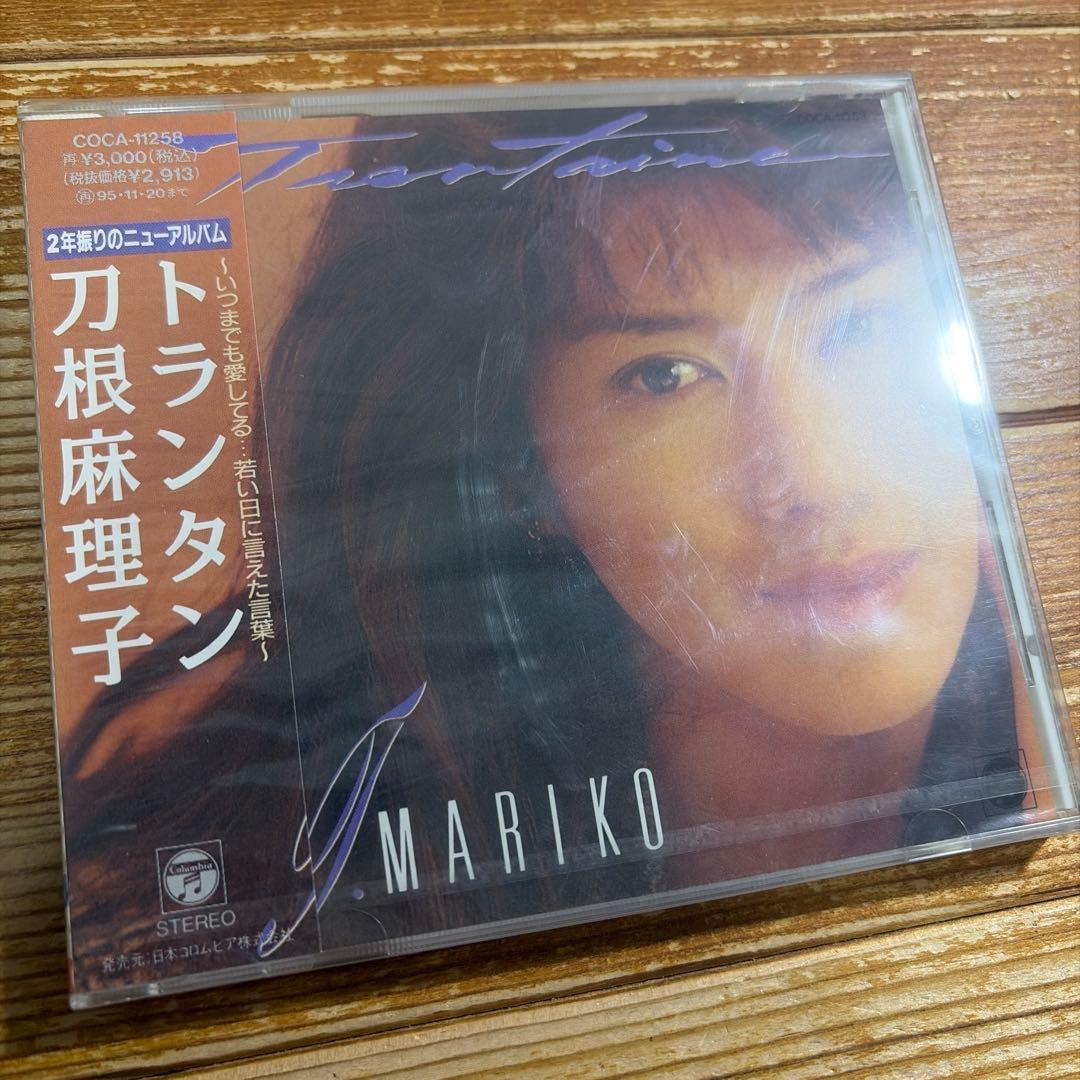 COCA-11258
再¥3,000(税込)
(税抜価格¥2,913)
再95・11・20まで
2年振りのニューアルバム
トランタン
~いつまでも愛してる…若い日に言えた言葉~
刀根麻理子
Columbia
STEREO
発売元:日本コロムビア株式会社
Trentaine
T. MARIKO